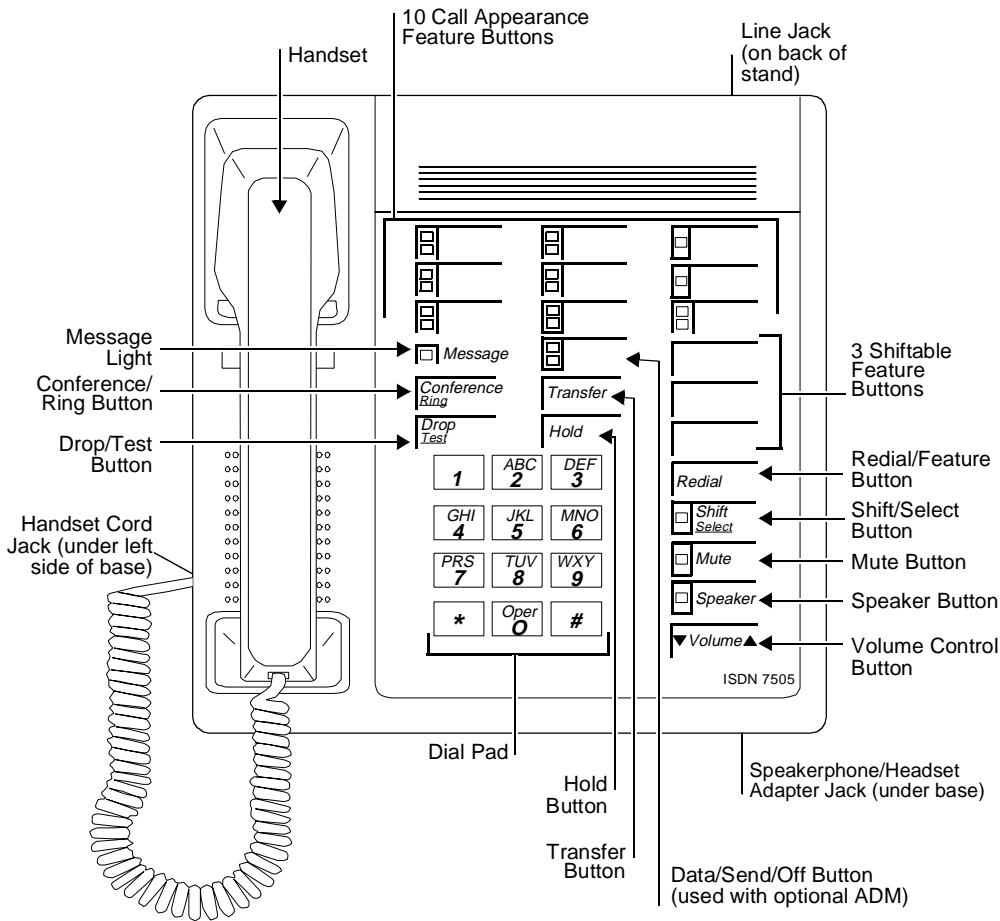 10 Call Appearance
Feature Buttons
Line Jack
(on back of
stand)
Handset
Message
Light
Message
3 Shiftable
Feature
Buttons
Conference/
Ring Button
Conference
Ring
Transfer
Drop/Test
Button
Drop
Test
Hold
1
ABC
2
DEF
3
Redial
Redial/Feature
Button
GHI
4
JKL
5
MNO
6
Shift
Select
Shift/Select
Button
Handset Cord
Jack (under left
side of base)
PRS
7
TUV
8
WXY
9
Mute
Mute Button
*
Oper
O
#
Speaker
Speaker Button
▼Volume▲
Volume Control
Button
ISDN 7505
Dial Pad
Hold
Button
Speakerphone/Headset
Adapter Jack (under base)
Transfer
Button
Data/Send/Off Button
(used with optional ADM)